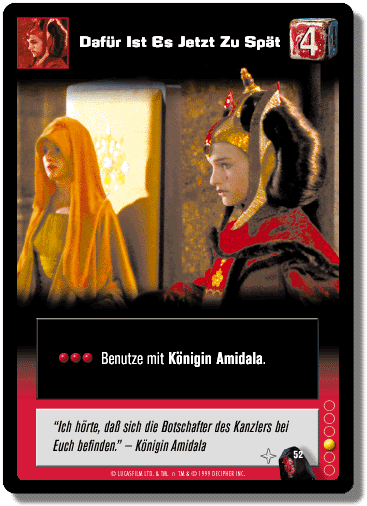 Dafür Ist Es Jetzt Zu Spät
4
Benutze mit Königin Amidala.
"Ich hörte, daß sich die Botschafter des Kanzlers bei
Euch befinden." – Königin Amidala
52
© LUCASFILM LTD. & TM. ® TM & © 1999 DECIPHER INC.